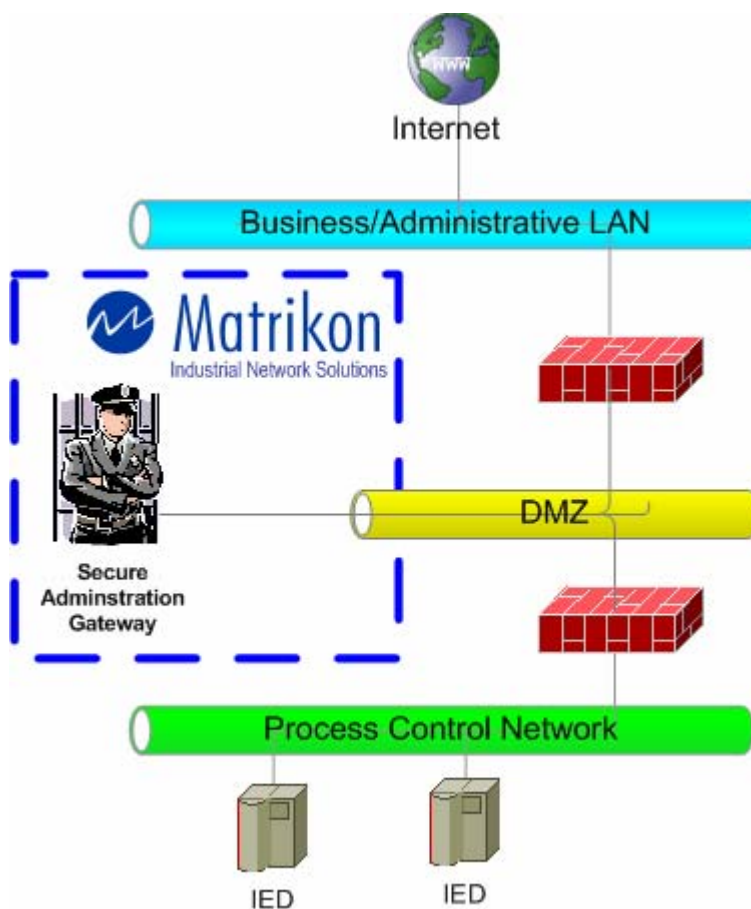 WWW
Internet
Business/Administrative LAN
Matrikon
Industrial Network Solutions
DMZ
Secure
Adminstration
Gateway
Process Control Network
IED
IED